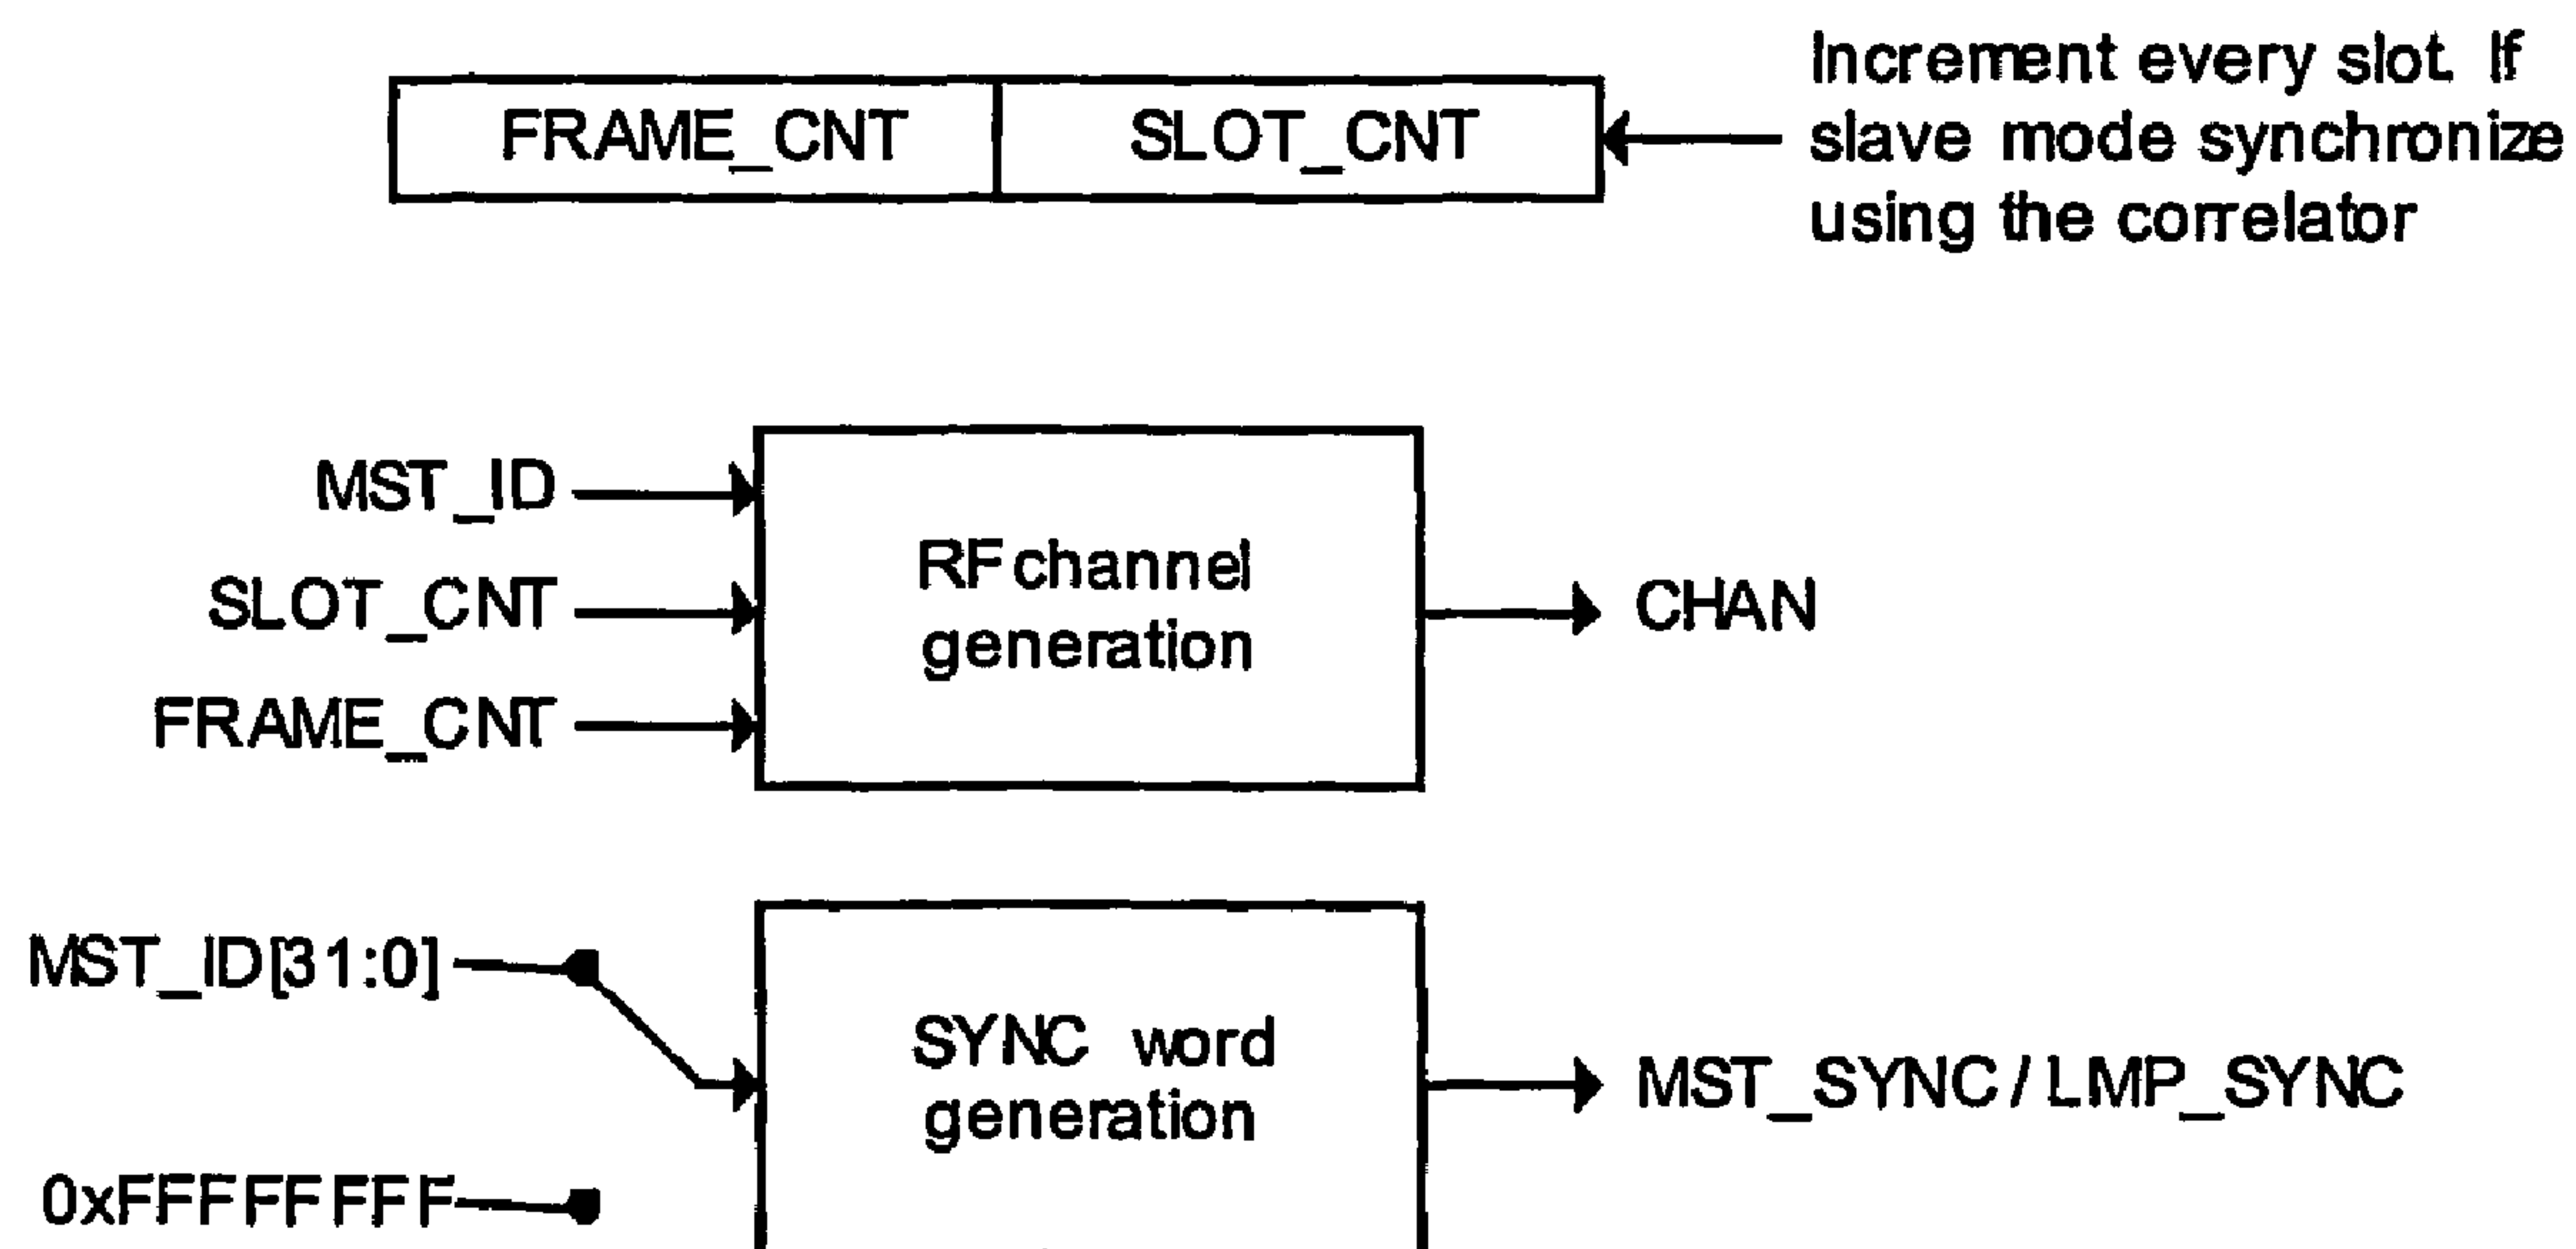 FRAME_CNT
SLOT_CNT
Increment every slot. If
slave mode synchronize
using the correlator
MST_ID
SLOT_CNT
FRAME_CNT
RF channel
generation
CHAN
MST_ID[31:0]
0xFFFFFFFF
SYNC word
generation
MST_SYNC / LMP_SYNC